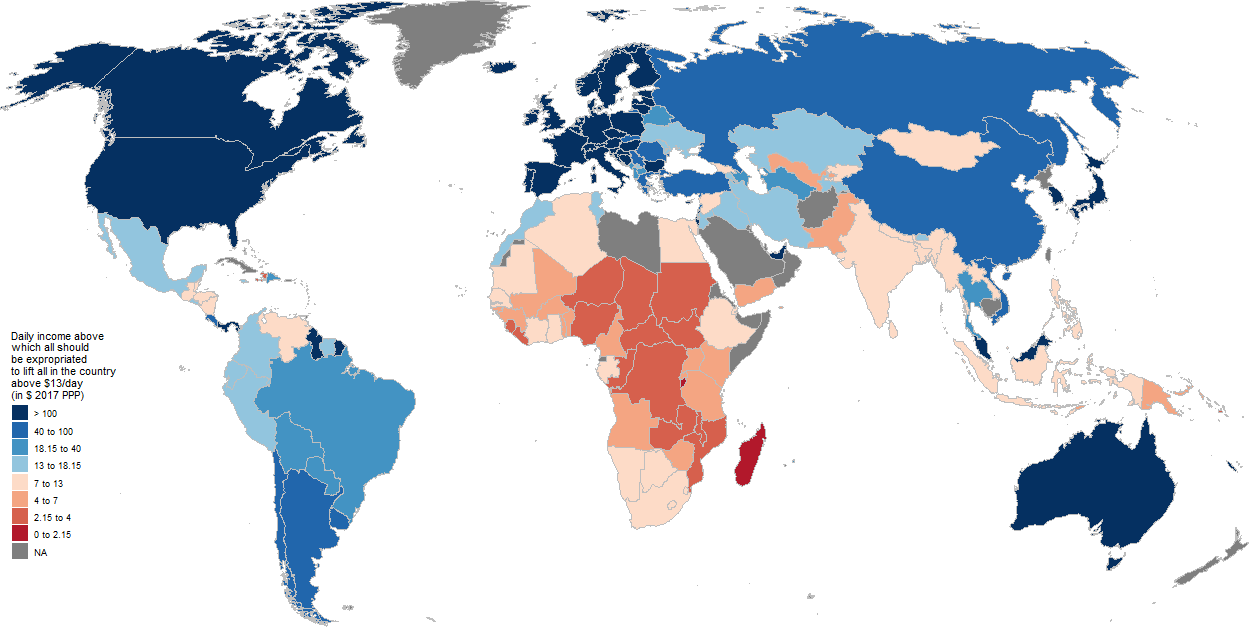 Daily income above
which all should
be expropriated
to lift all in the country
above $13/day
(in $ 2017 PPP)
> 100
40 to 100
18.15 to 40
13 to 18.15
7 to 13
4 to 7
2.15 to 4
0 to 2.15
NA